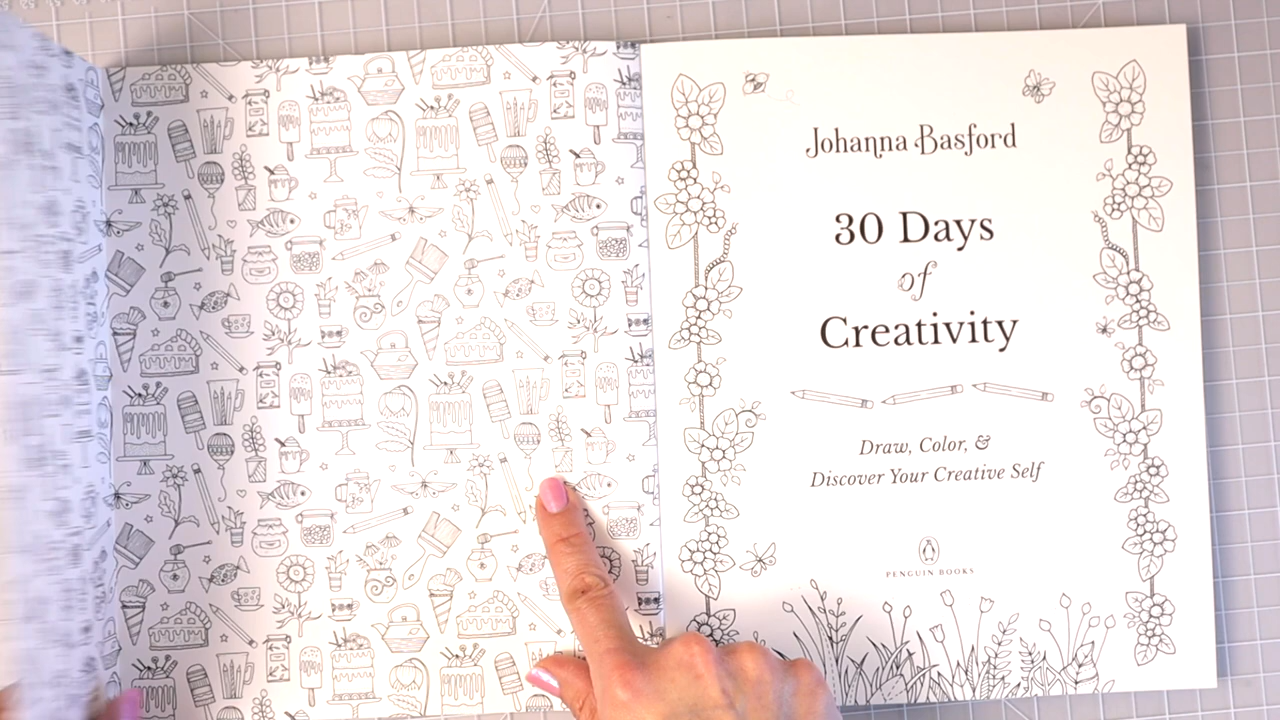 Johanna Basford
30 Days
of
Creativity
Draw, Color, &
Discover Your Creative Self
PENGUIN BOOKS